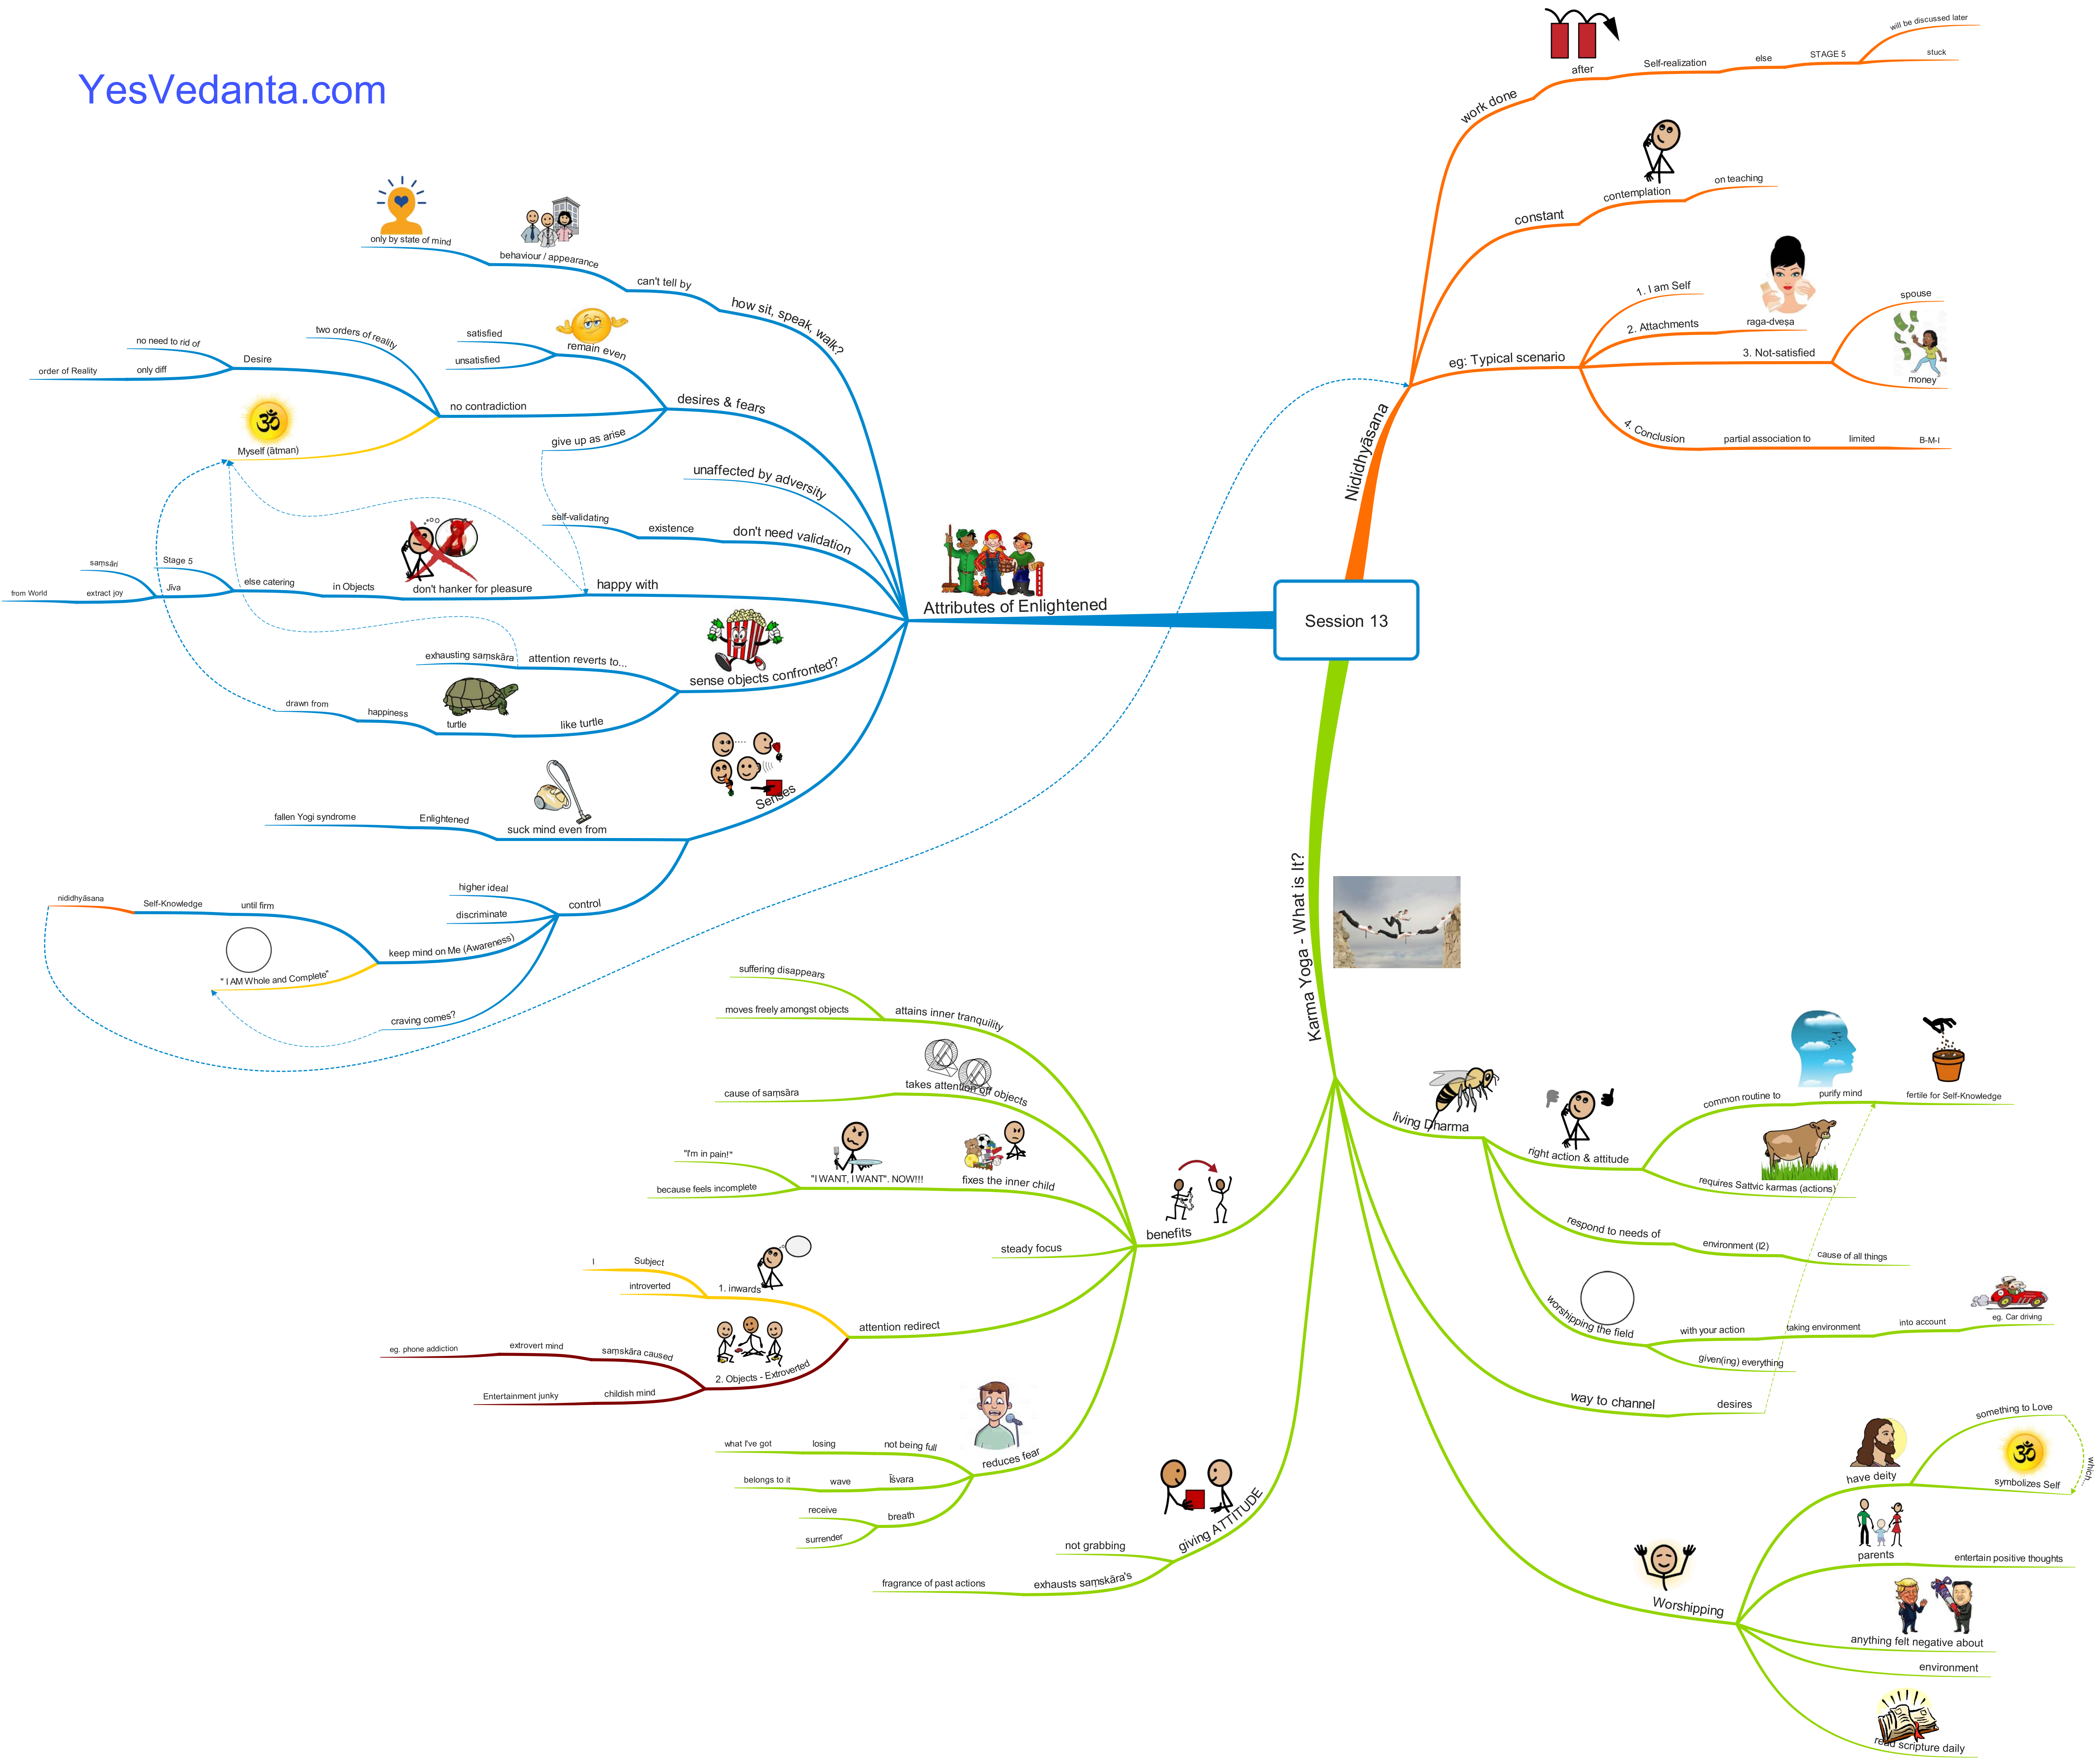 YesVedanta.com
Session 13
Nididhyāsana
work done
after
Self-realization
else
STAGE 5
will be discussed later
stuck
constant
contemplation
on teaching
eg: Typical scenario
1. I am Self
2. Attachments
raga-dveṣa
3. Not-satisfied
spouse
money
4. Conclusion
partial association to
limited
B-M-I
Attributes of Enlightened
how sit, speak, walk?
can't tell by
behaviour / appearance
only by state of mind
desires & fears
remain even
satisfied
unsatisfied
no contradiction
two orders of reality
Desire
no need to rid of
only diff
order of Reality
Myself (ātman)
give up as arise
unaffected by adversity
don't need validation
existence
self-validating
happy with
don't hanker for pleasure
in Objects
else catering
Stage 5
Jīva
saṃsāri
extract joy
from World
sense objects confronted?
attention reverts to...
exhausting saṃskāra
like turtle
turtle
happiness
drawn from
Senses
suck mind even from
Enlightened
fallen Yogi syndrome
control
higher ideal
discriminate
keep mind on Me (Awareness)
until firm
Self-Knowledge
nididhyāsana
" I AM Whole and Complete"
craving comes?
Karma Yoga - What is It?
living Dharma
right action & attitude
common routine to
purify mind
fertile for Self-Knowledge
requires Sattvic karmas (actions)
respond to needs of
environment (I2)
cause of all things
worshipping the field
with your action
taking environment
into account
eg. Car driving
given(ing) everything
way to channel
desires
Worshipping
have deity
something to Love
which...
symbolizes Self
parents
entertain positive thoughts
anything felt negative about
environment
read scripture daily
giving ATTITUDE
not grabbing
exhausts saṃskāra's
fragrance of past actions
benefits
attains inner tranquility
suffering disappears
moves freely amongst objects
takes attention off objects
cause of saṃsāra
fixes the inner child
"I WANT, I WANT". NOW!!!
"I'm in pain!"
because feels incomplete
steady focus
attention redirect
1. inwards
Subject
I
introverted
2. Objects - Extroverted
saṃskāra caused
extrovert mind
eg. phone addiction
childish mind
Entertainment junky
reduces fear
not being full
losing
what I've got
Īśvara
wave
belongs to it
breath
receive
surrender